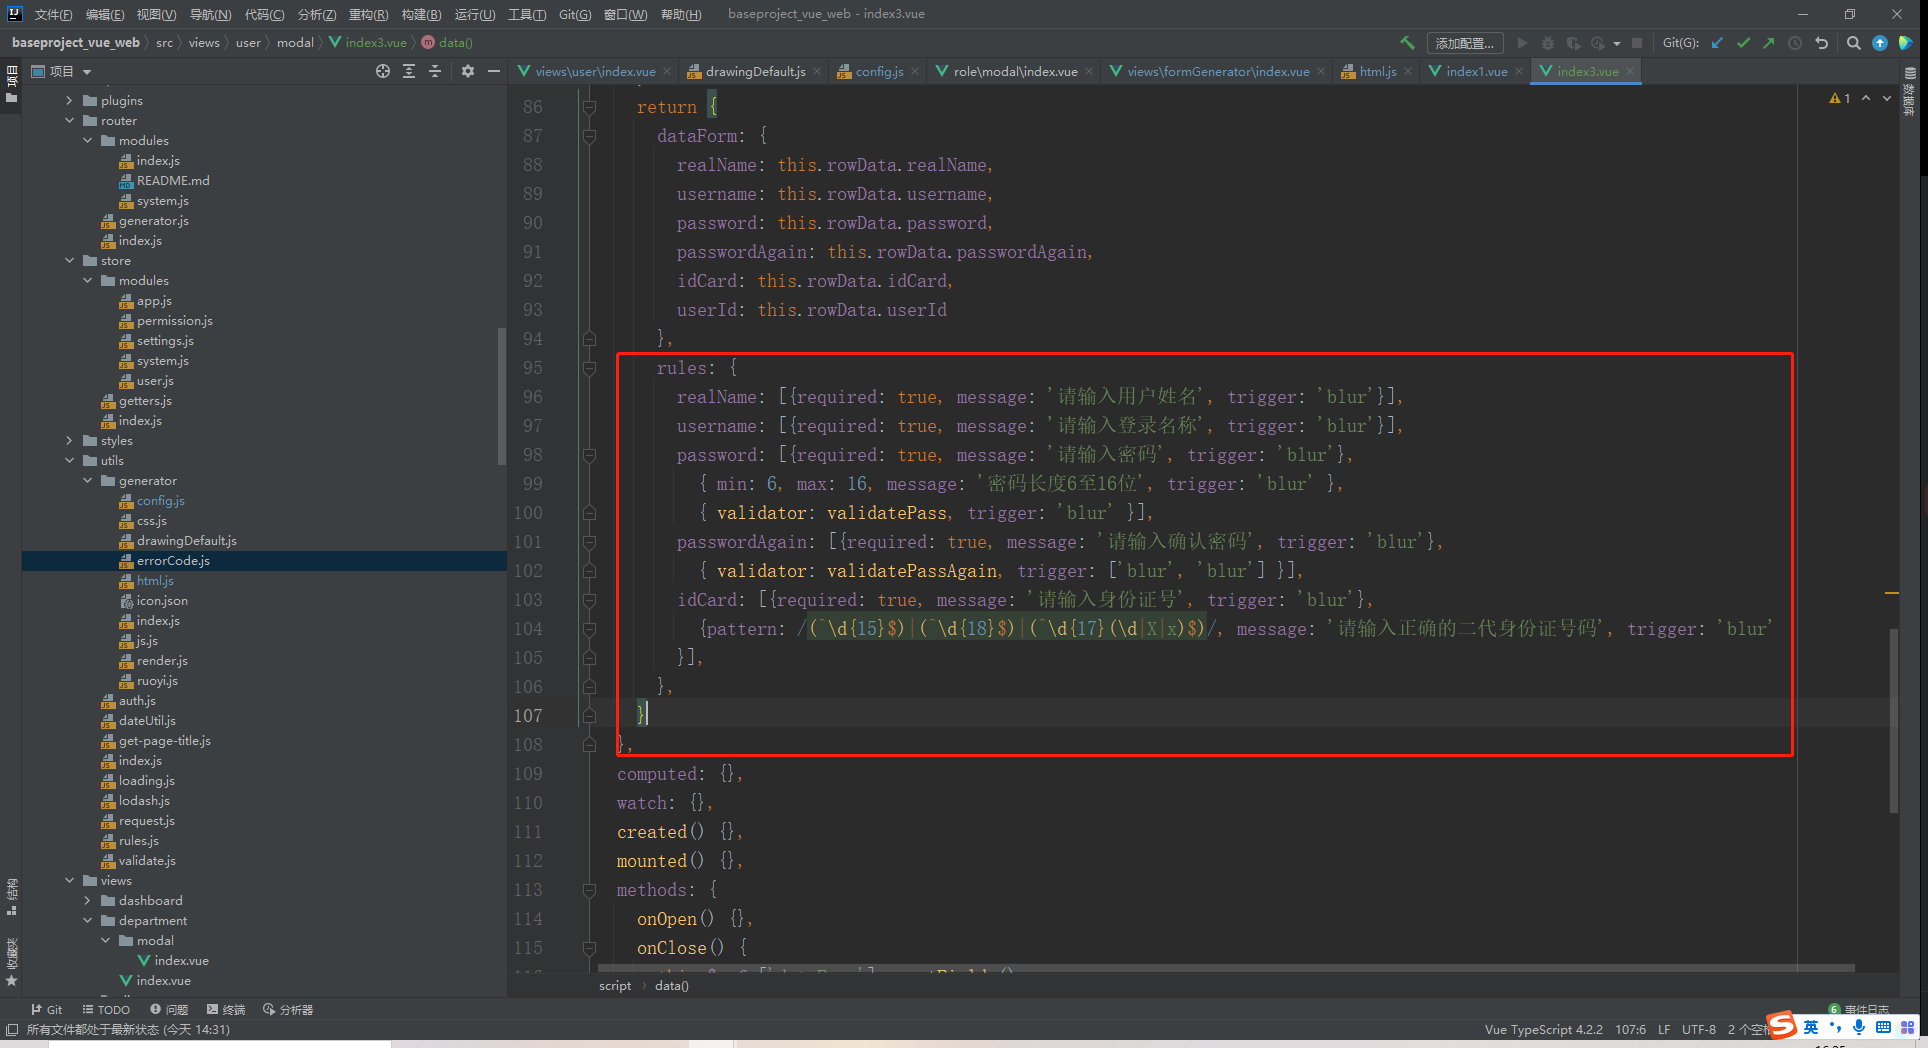 文件(F) 编辑(E) 视图(V) 导航(N) 代码(C) 分析(Z) 重构(R) 构建(B) 运行(U) 工具(T) Git(G) 窗口(W) 帮助(H) baseproject_vue_web - index3.vue
baseproject_vue_web src views user modal index3.vue data()
添加配置... Git(G):
项目
views\user\index.vue drawingDefault.js config.js role\modal\index.vue views\formGenerator\index.vue html.js index1.vue index3.vue
项目
数据库
plugins
router
modules
index.js
README.md
system.js
generator.js
index.js
store
modules
app.js
permission.js
settings.js
system.js
user.js
getters.js
index.js
styles
utils
generator
config.js
css.js
drawingDefault.js
errorCode.js
html.js
icon.json
index.js
js.js
render.js
ruoyi.js
auth.js
dateUtil.js
get-page-title.js
index.js
loading.js
lodash.js
request.js
rules.js
validate.js
views
dashboard
department
modal
index.vue
index.vue
结构
收藏夹
1
86 return {
87 dataForm: {
88 realName: this.rowData.realName,
89 username: this.rowData.username,
90 password: this.rowData.password,
91 passwordAgain: this.rowData.passwordAgain,
92 idCard: this.rowData.idCard,
93 userId: this.rowData.userId
94 },
95 rules: {
96 realName: [{required: true, message: '请输入用户姓名', trigger: 'blur'}],
97 username: [{required: true, message: '请输入登录名称', trigger: 'blur'}],
98 password: [{required: true, message: '请输入密码', trigger: 'blur'},
99 { min: 6, max: 16, message: '密码长度6至16位', trigger: 'blur' },
100 { validator: validatePass, trigger: 'blur' }],
101 passwordAgain: [{required: true, message: '请输入确认密码', trigger: 'blur'},
102 { validator: validatePassAgain, trigger: ['blur', 'blur'] }],
103 idCard: [{required: true, message: '请输入身份证号', trigger: 'blur'},
104 {pattern: /(^\d{15}$)|(^\d{18}$)|(^\d{17}(\d|X|x)$)/, message: '请输入正确的二代身份证号码', trigger: 'blur'
105 }],
106 },
107 }
108 },
109 computed: {},
110 watch: {},
111 created() {},
112 mounted() {},
113 methods: {
114 onOpen() {},
115 onClose() {
script data()
Git TODO 问题 终端 分析器
6 事件日志
所有文件都处于最新状态 (今天 14:31)
Vue TypeScript 4.2.2 107:6 LF UTF-8 2 个空格
英